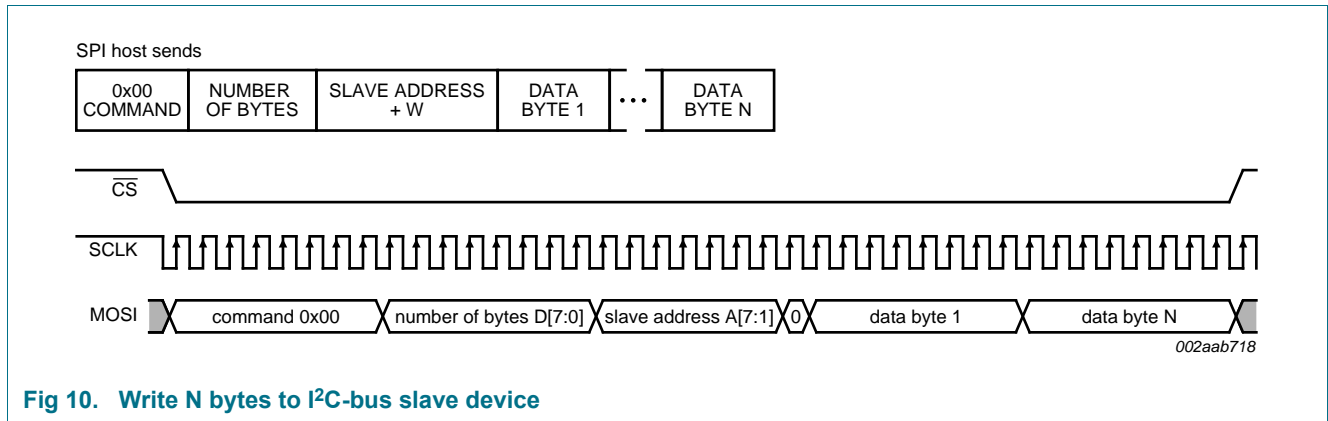 SPI host sends
0x00 COMMAND
NUMBER OF BYTES
SLAVE ADDRESS + W
DATA BYTE 1
...
DATA BYTE N
CS
SCLK
MOSI
command 0x00
number of bytes D[7:0]
slave address A[7:1]
0
data byte 1
data byte N
002aab718
Fig 10. Write N bytes to I²C-bus slave device